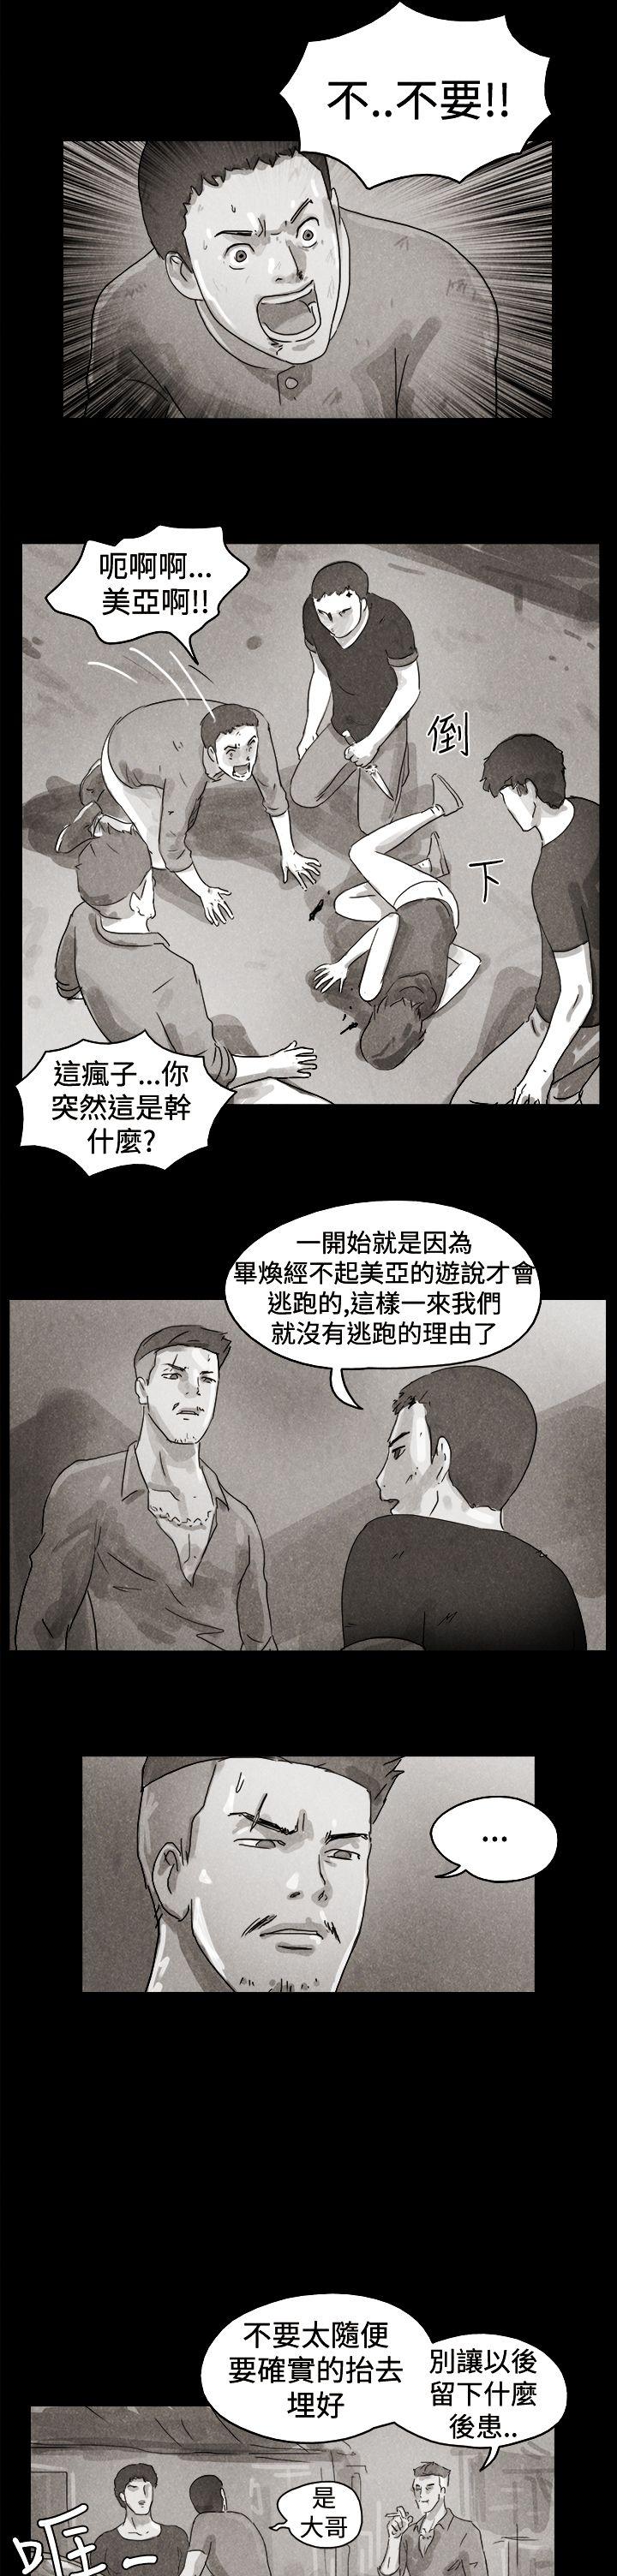 不..不要!!
呃啊啊...
美亞啊!!
倒
下
這瘋子...你
突然這是幹
什麼?
一開始就是因為
畢煥經不起美亞的遊說才會
逃跑的,這樣一來我們
就沒有逃跑的理由了
...
不要太隨便
要確實的抬去
埋好
別讓以後
留下什麼
後患..
是
大哥